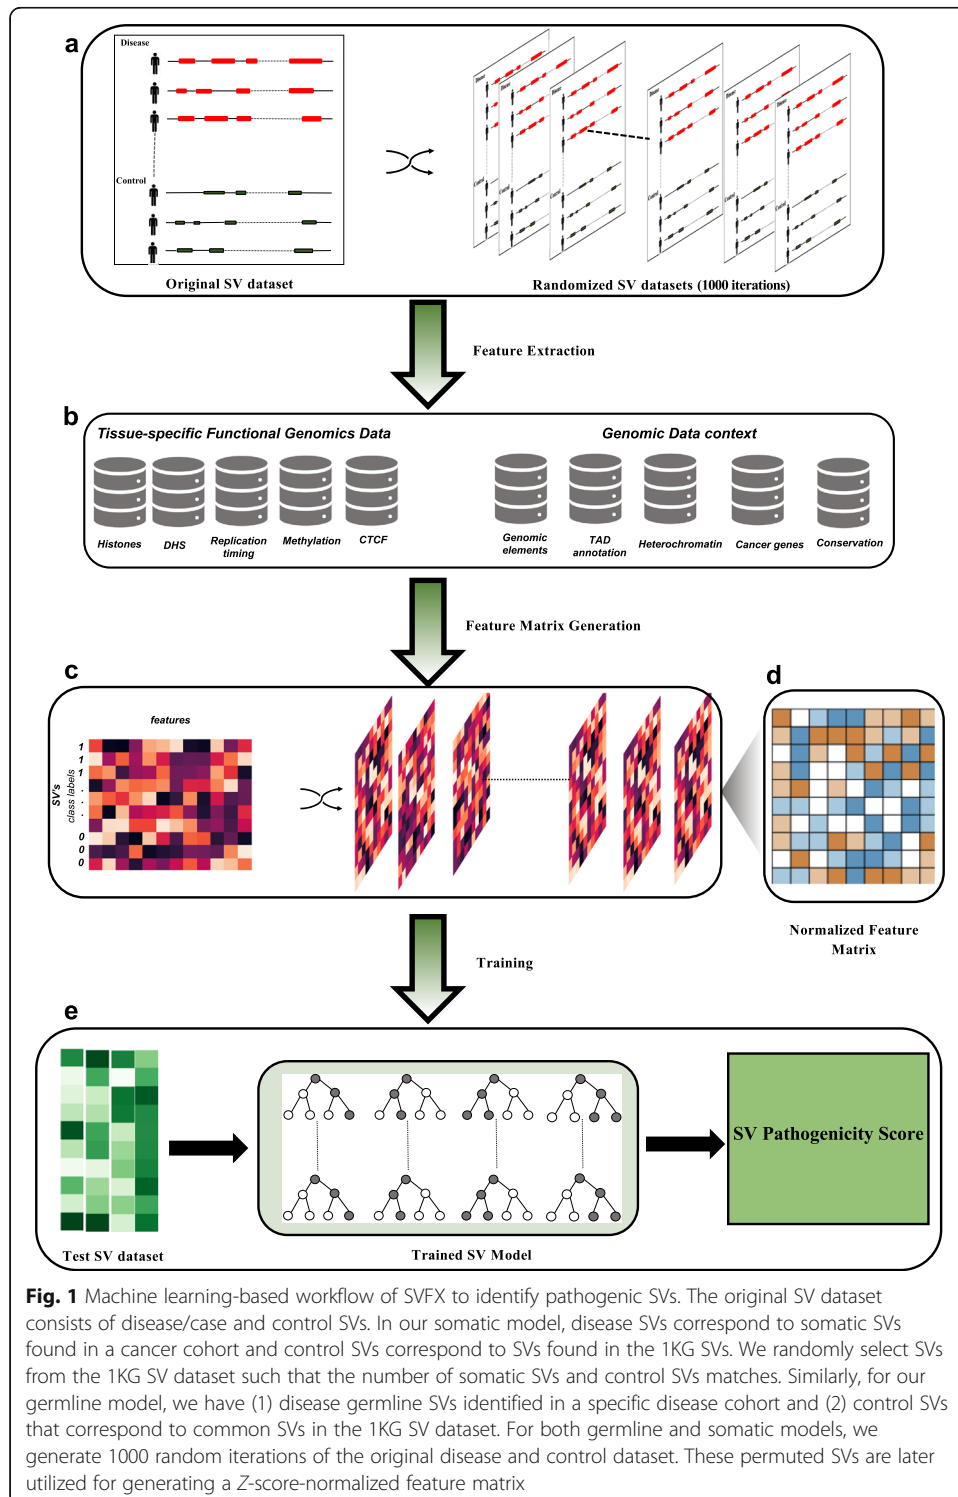 a
Disease
Control
Original SV dataset
Disease
Control
Disease
Control
Disease
Control
Disease
Control
Randomized SV datasets (1000 iterations)
Feature Extraction
b
Tissue-specific Functional Genomics Data
Genomic Data context
Histones
DHS
Replication
timing
Methylation
CTCF
Genomic
elements
TAD
annotation
Heterochromatin
Cancer genes
Conservation
Feature Matrix Generation
c
features
SV's
class labels
1
1
1
.
.
.
0
0
0
d
Normalized Feature
Matrix
Training
e
Test SV dataset
Trained SV Model
SV Pathogenicity Score
Fig. 1 Machine learning-based workflow of SVFX to identify pathogenic SVs. The original SV dataset
consists of disease/case and control SVs. In our somatic model, disease SVs correspond to somatic SVs
found in a cancer cohort and control SVs correspond to SVs found in the 1KG SVs. We randomly select SVs
from the 1KG SV dataset such that the number of somatic SVs and control SVs matches. Similarly, for our
germline model, we have (1) disease germline SVs identified in a specific disease cohort and (2) control SVs
that correspond to common SVs in the 1KG SV dataset. For both germline and somatic models, we
generate 1000 random iterations of the original disease and control dataset. These permuted SVs are later
utilized for generating a Z-score-normalized feature matrix